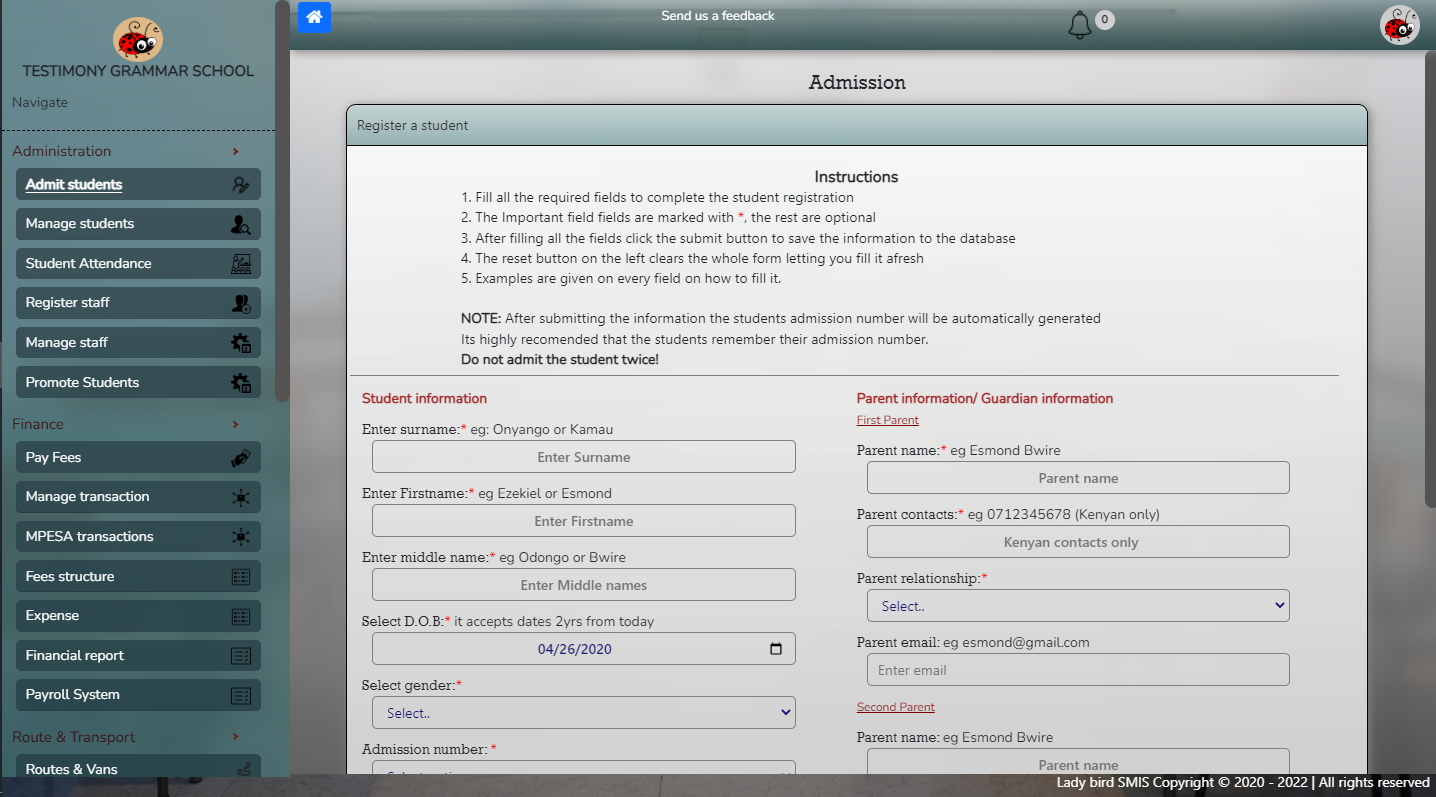 TESTIMONY GRAMMAR SCHOOL
Navigate
Administration
Admit students
Manage students
Student Attendance
Register staff
Manage staff
Promote Students
Finance
Pay Fees
Manage transaction
MPESA transactions
Fees structure
Expense
Financial report
Payroll System
Route & Transport
Routes & Vans
Send us a feedback
0
Admission
Register a student
Instructions
1. Fill all the required fields to complete the student registration
2. The Important field fields are marked with *, the rest are optional
3. After filling all the fields click the submit button to save the information to the database
4. The reset button on the left clears the whole form letting you fill it afresh
5. Examples are given on every field on how to fill it.
NOTE: After submitting the information the students admission number will be automatically generated
Its highly recomended that the students remember their admission number.
Do not admit the student twice!
Student information
Enter surname:* eg: Onyango or Kamau
Enter Surname
Enter Firstname:* eg Ezekiel or Esmond
Enter Firstname
Enter middle name:* eg Odongo or Bwire
Enter Middle names
Select D.O.B:* it accepts dates 2yrs from today
04/26/2020
Select gender:*
Select..
Admission number: *
Parent information/ Guardian information
First Parent
Parent name:* eg Esmond Bwire
Parent name
Parent contacts:* eg 0712345678 (Kenyan only)
Kenyan contacts only
Parent relationship:*
Select..
Parent email: eg esmond@gmail.com
Enter email
Second Parent
Parent name: eg Esmond Bwire
Parent name
Lady bird SMIS Copyright © 2020 - 2022 | All rights reserved